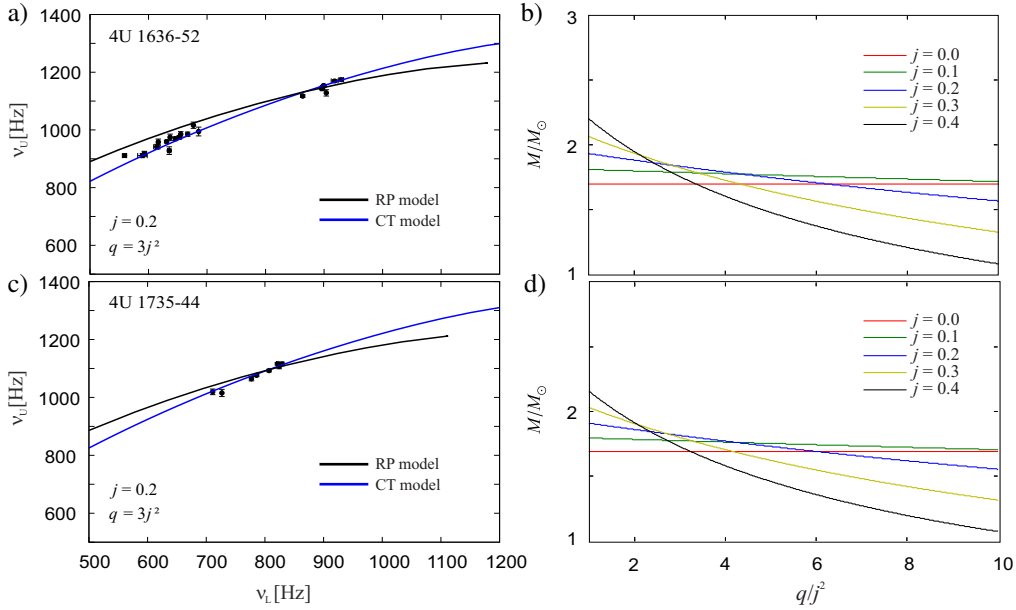 a)
1400
1200
1000
800
600
ν_U[Hz]
4U 1636-52
RP model
CT model
j = 0.2
q = 3j²
b)
3
2
1
M/M⊙
j = 0.0
j = 0.1
j = 0.2
j = 0.3
j = 0.4
c)
1400
1200
1000
800
600
ν_U[Hz]
4U 1735-44
RP model
CT model
j = 0.2
q = 3j²
500 600 700 800 900 1000 1100 1200
ν_L[Hz]
d)
2
1
M/M⊙
j = 0.0
j = 0.1
j = 0.2
j = 0.3
j = 0.4
2 4 6 8 10
q/j²